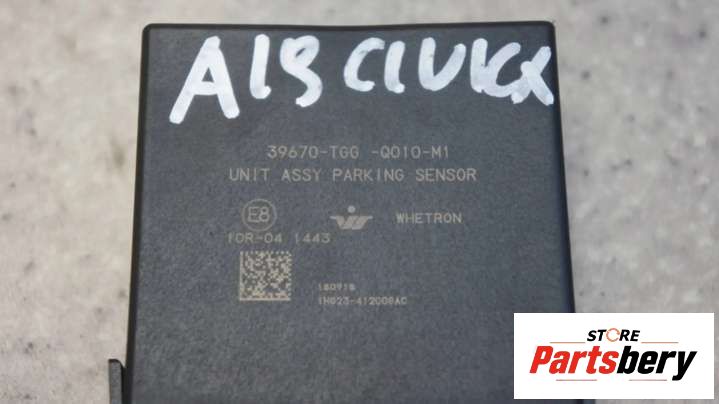 A18 CIVICX
39670-TGG -Q010-M1
UNIT ASSY PARKING SENSOR
E8
10R-04 1443
WHETRON
180918
1H023-412008AC
STORE
Partsbery